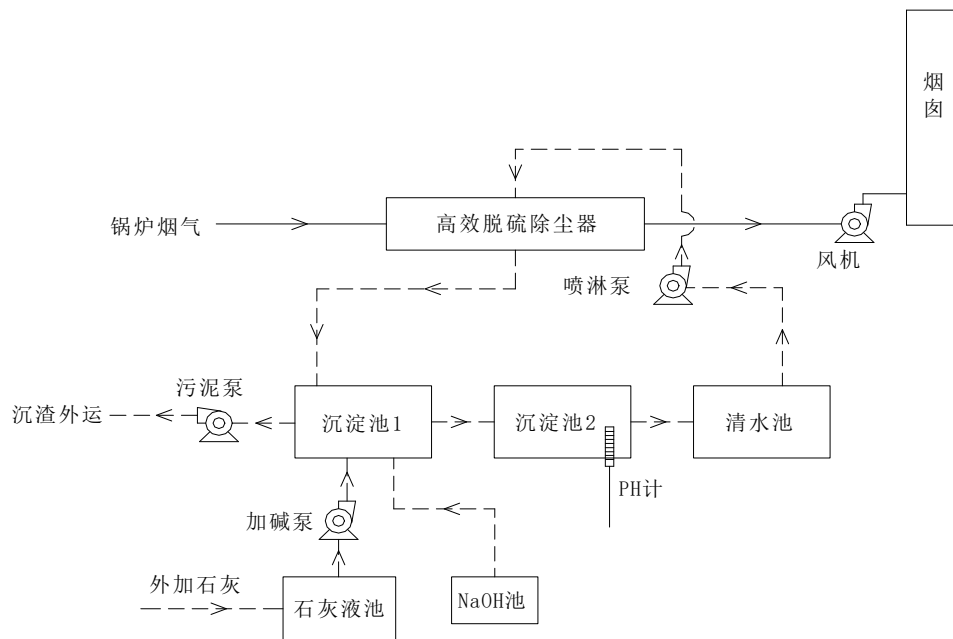 烟囱
锅炉烟气
高效脱硫除尘器
风机
喷淋泵
污泥泵
沉渣外运
沉淀池1
沉淀池2
清水池
PH计
加碱泵
外加石灰
石灰液池
NaOH池